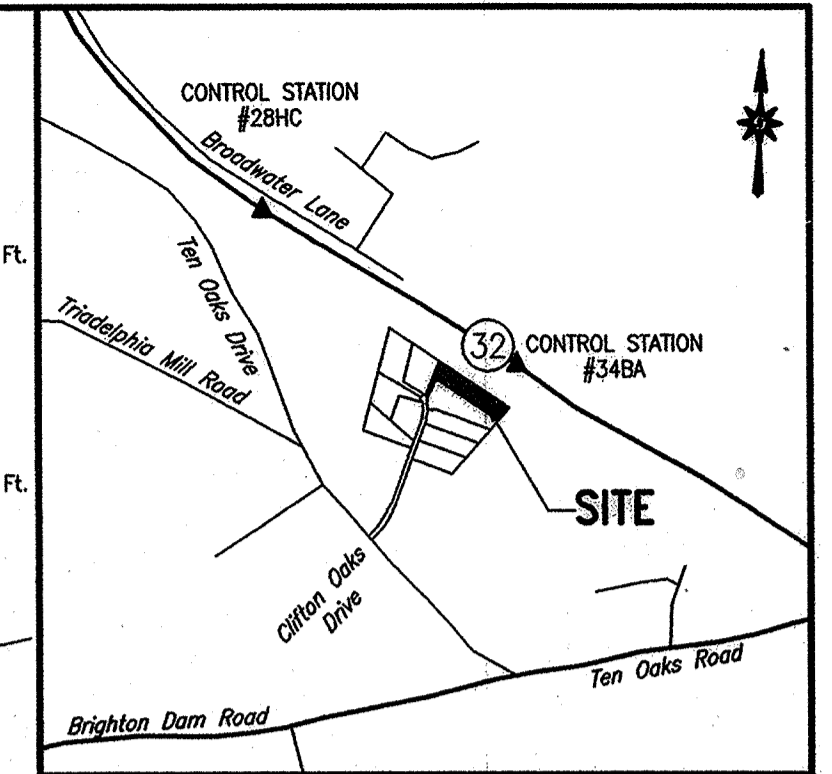 CONTROL STATION
#28HC
Broadwater Lane
Ft.
Ten Oaks Drive
Triadelphia Mill Road
32
CONTROL STATION
#34BA
Ft.
SITE
Clifton Oaks
Drive
Ten Oaks Road
Brighton Dam Road